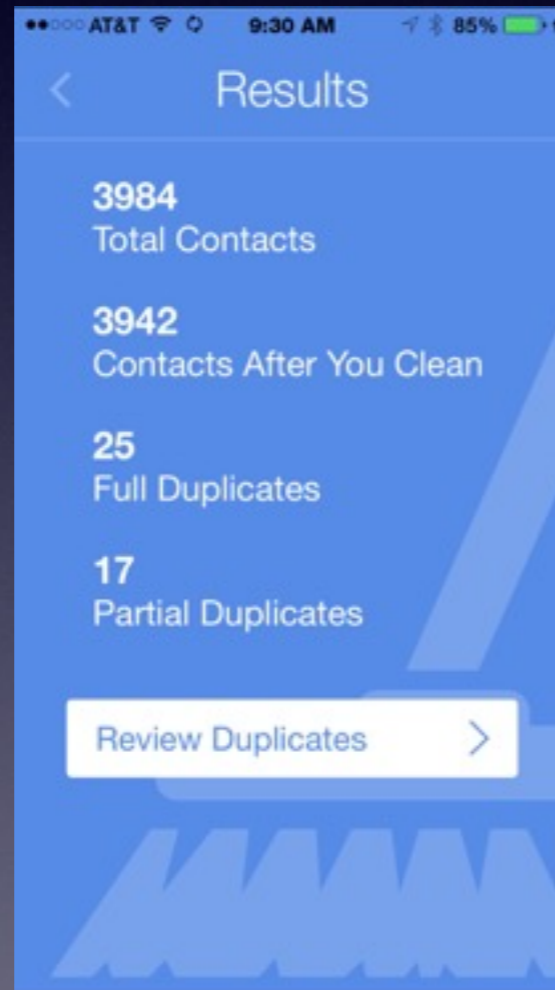 AT&T 9:30 AM 85%
Results
3984
Total Contacts
3942
Contacts After You Clean
25
Full Duplicates
17
Partial Duplicates
Review Duplicates